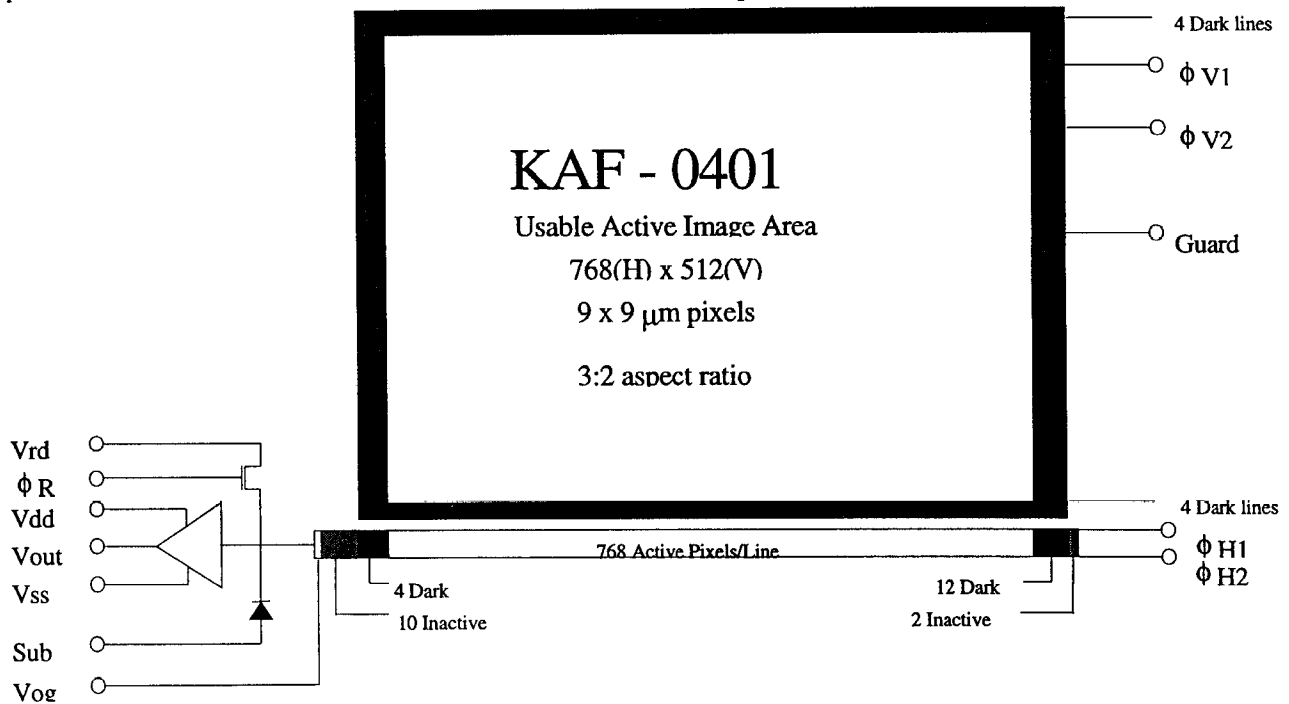 4 Dark lines
ϕ V1
ϕ V2
KAF - 0401
Usable Active Image Area
Guard
768(H) x 512(V)
9 x 9 μm pixels
3:2 aspect ratio
Vrd
ϕ R
Vdd
4 Dark lines
Vout
768 Active Pixels/Line
ϕ H1
ϕ H2
Vss
4 Dark
12 Dark
10 Inactive
2 Inactive
Sub
Vog